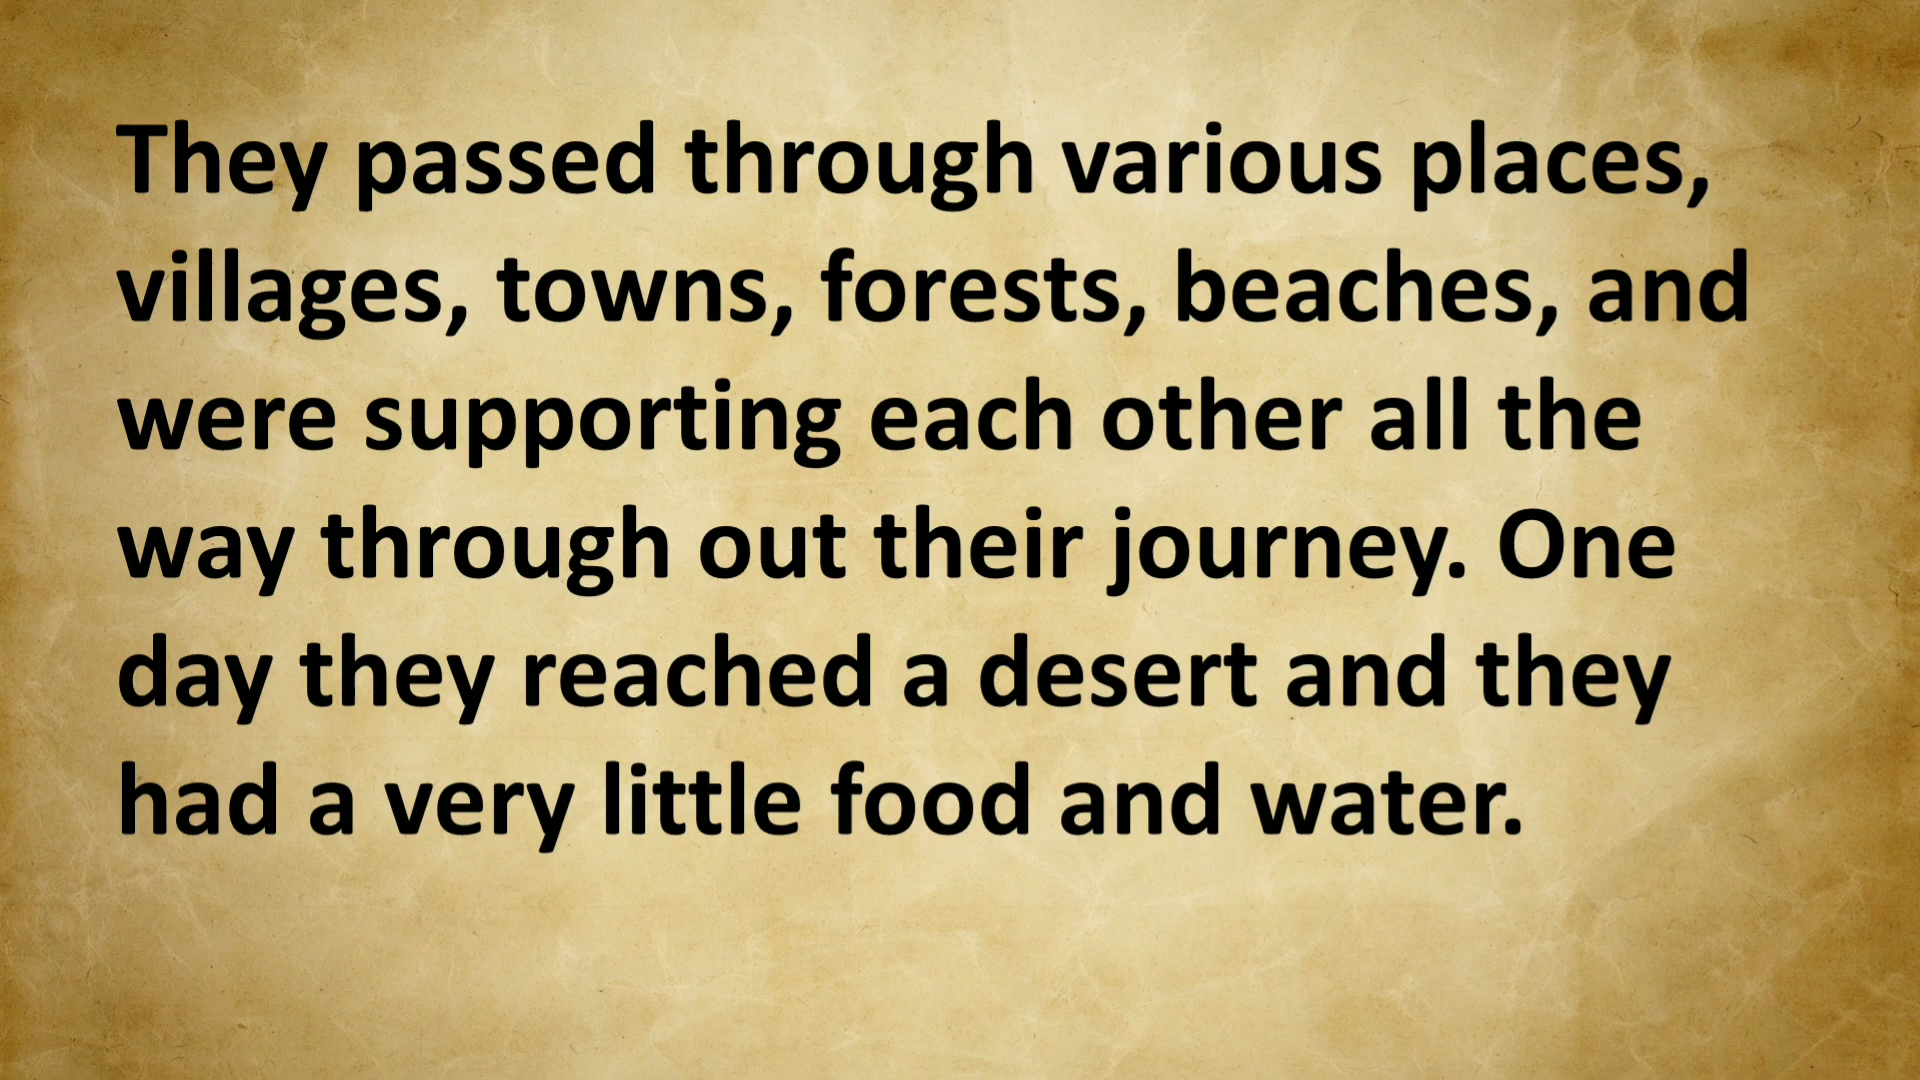 They passed through various places,
villages, towns, forests, beaches, and
were supporting each other all the
way through out their journey. One
day they reached a desert and they
had a very little food and water.